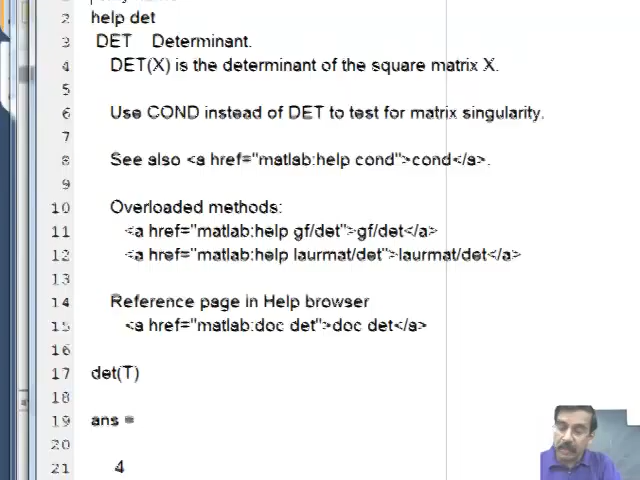 2 help det
3 DET Determinant.
4 DET(X) is the determinant of the square matrix X.
5
6 Use COND instead of DET to test for matrix singularity.
7
8 See also <a href="matlab:help cond">cond</a>.
9
10 Overloaded methods:
11 <a href="matlab:help gf/det">gf/det</a>
12 <a href="matlab:help laurmat/det">laurmat/det</a>
13
14 Reference page in Help browser
15 <a href="matlab:doc det">doc det</a>
16
17 det(T)
18
19 ans =
20
21 4